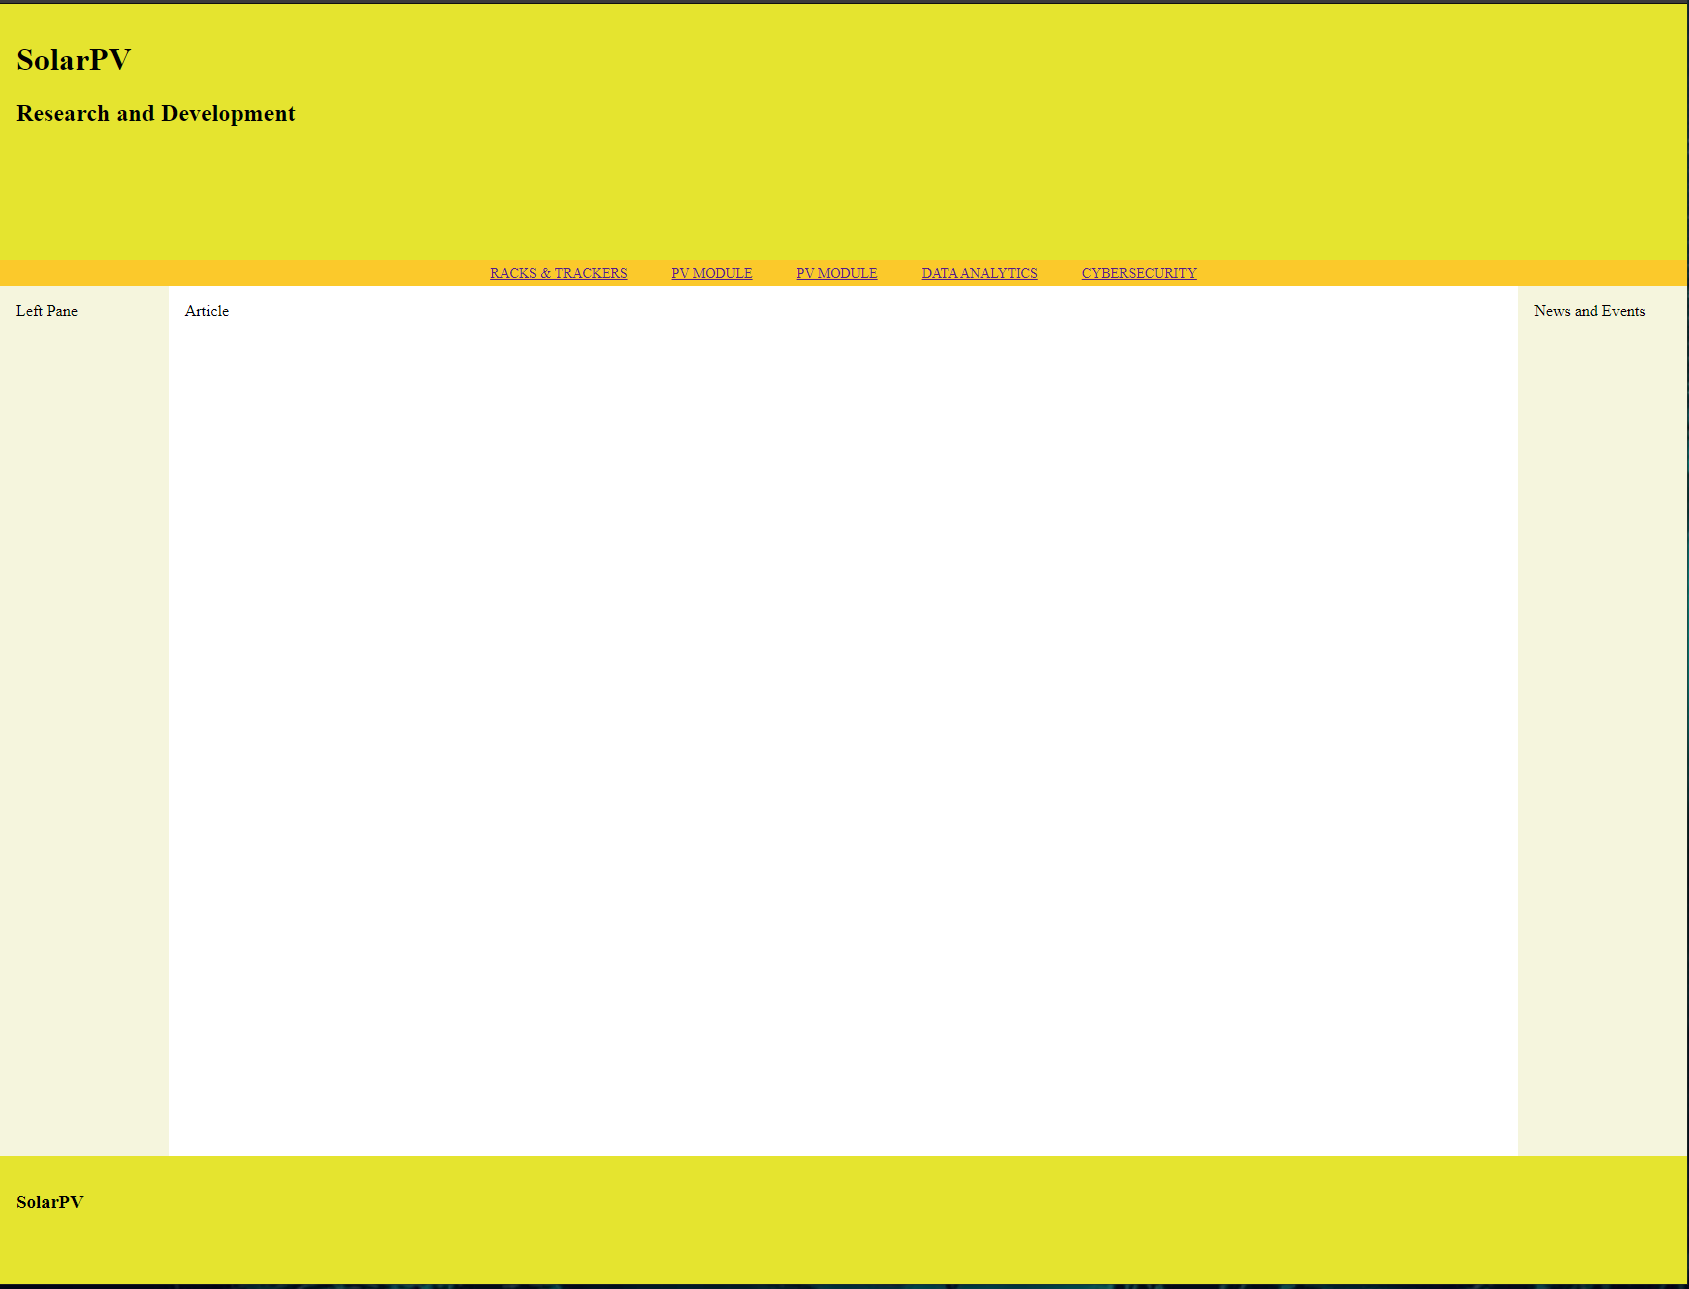 SolarPV
Research and Development
RACKS & TRACKERS PV MODULE PV MODULE DATA ANALYTICS CYBERSECURITY
Left Pane
Article
News and Events
SolarPV